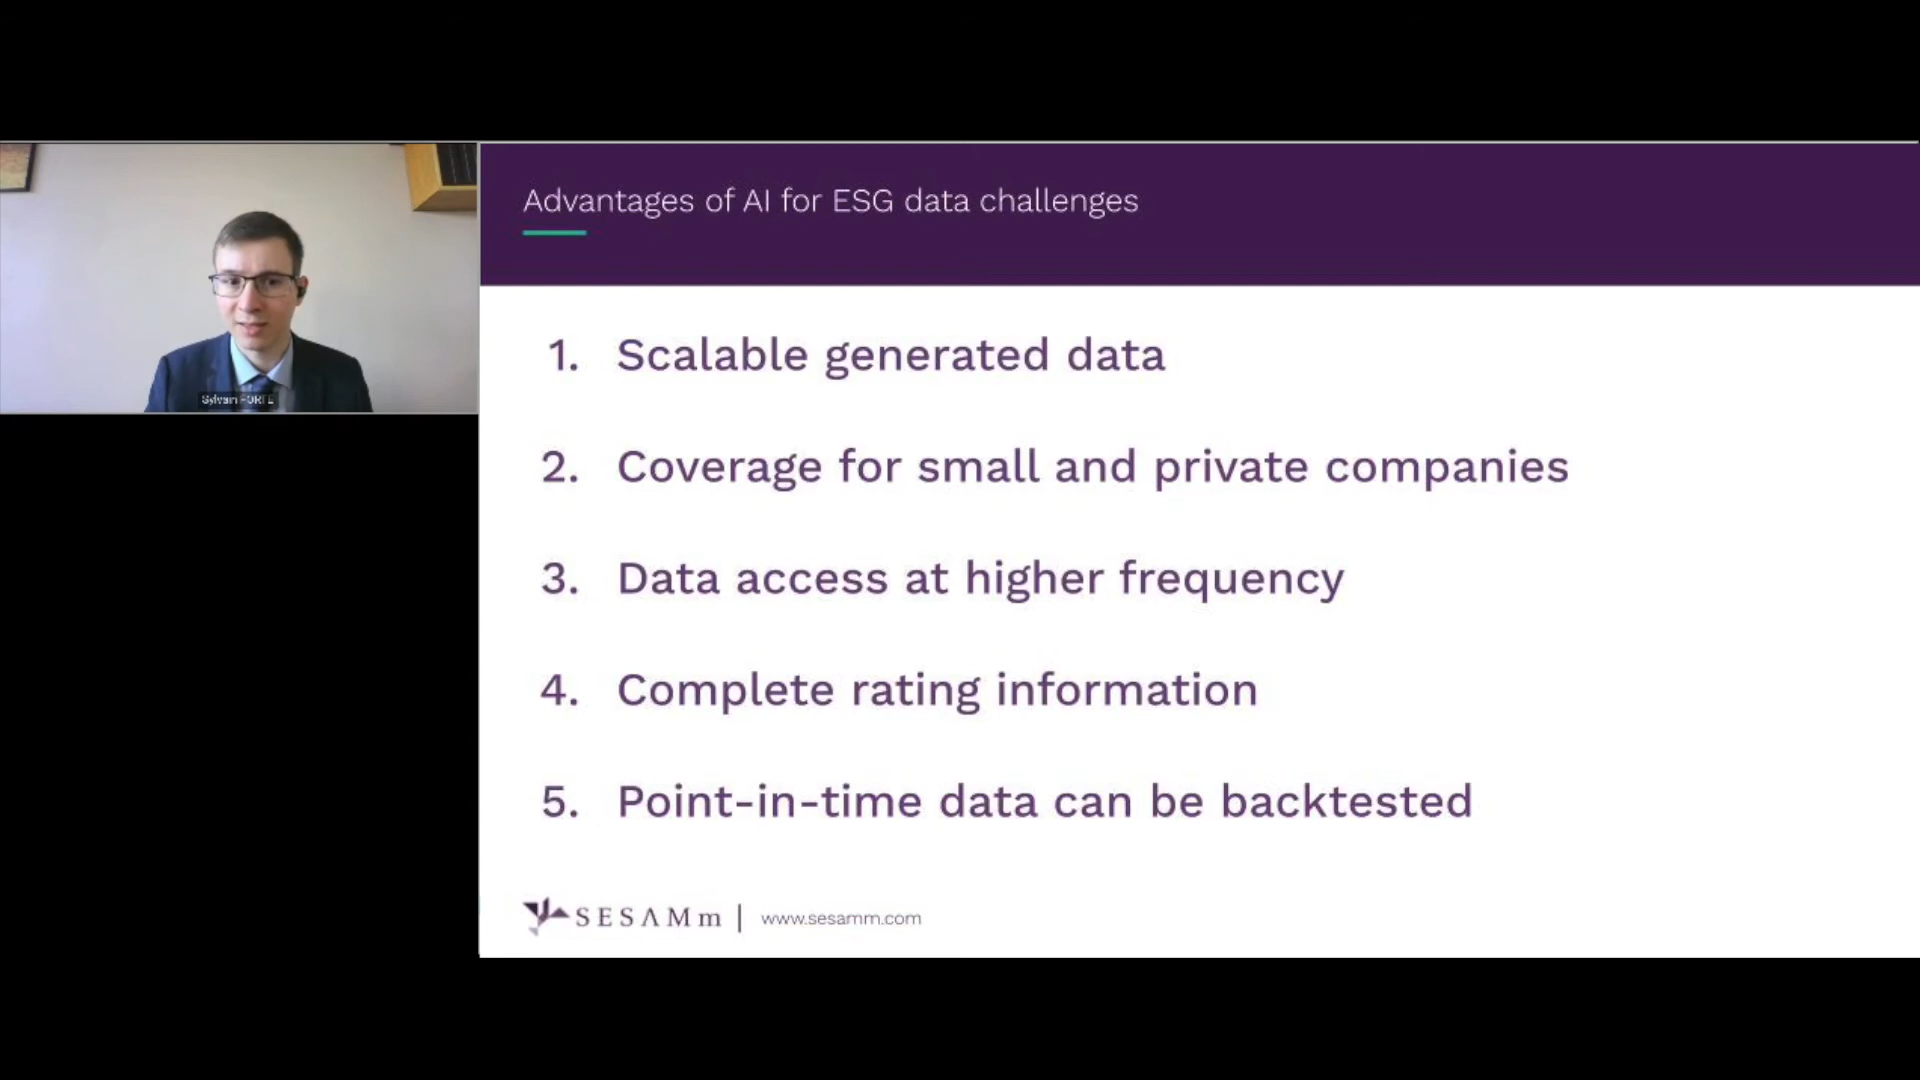 Advantages of AI for ESG data challenges
Sylvain FORTE
1. Scalable generated data
2. Coverage for small and private companies
3. Data access at higher frequency
4. Complete rating information
5. Point-in-time data can be backtested
SESAMm | www.sesamm.com